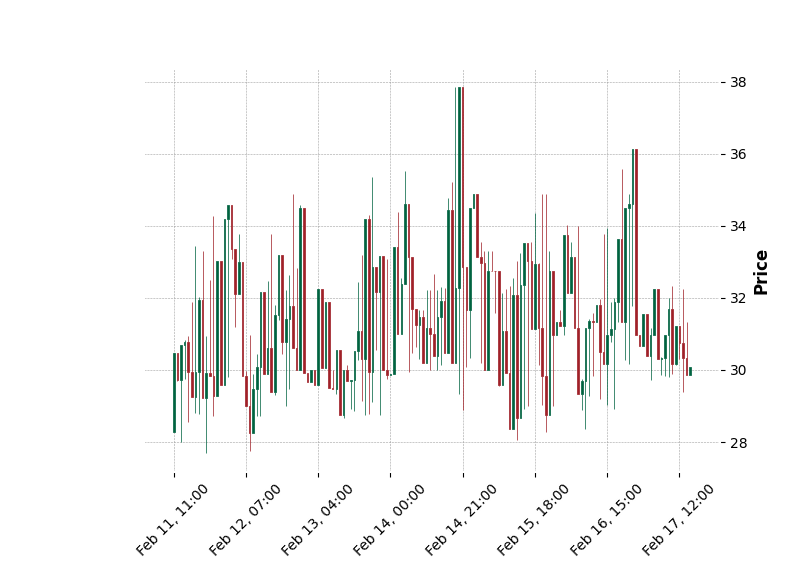 38
36
34
32
30
28
Price
Feb 11, 11:00
Feb 12, 07:00
Feb 13, 04:00
Feb 14, 00:00
Feb 14, 21:00
Feb 15, 18:00
Feb 16, 15:00
Feb 17, 12:00